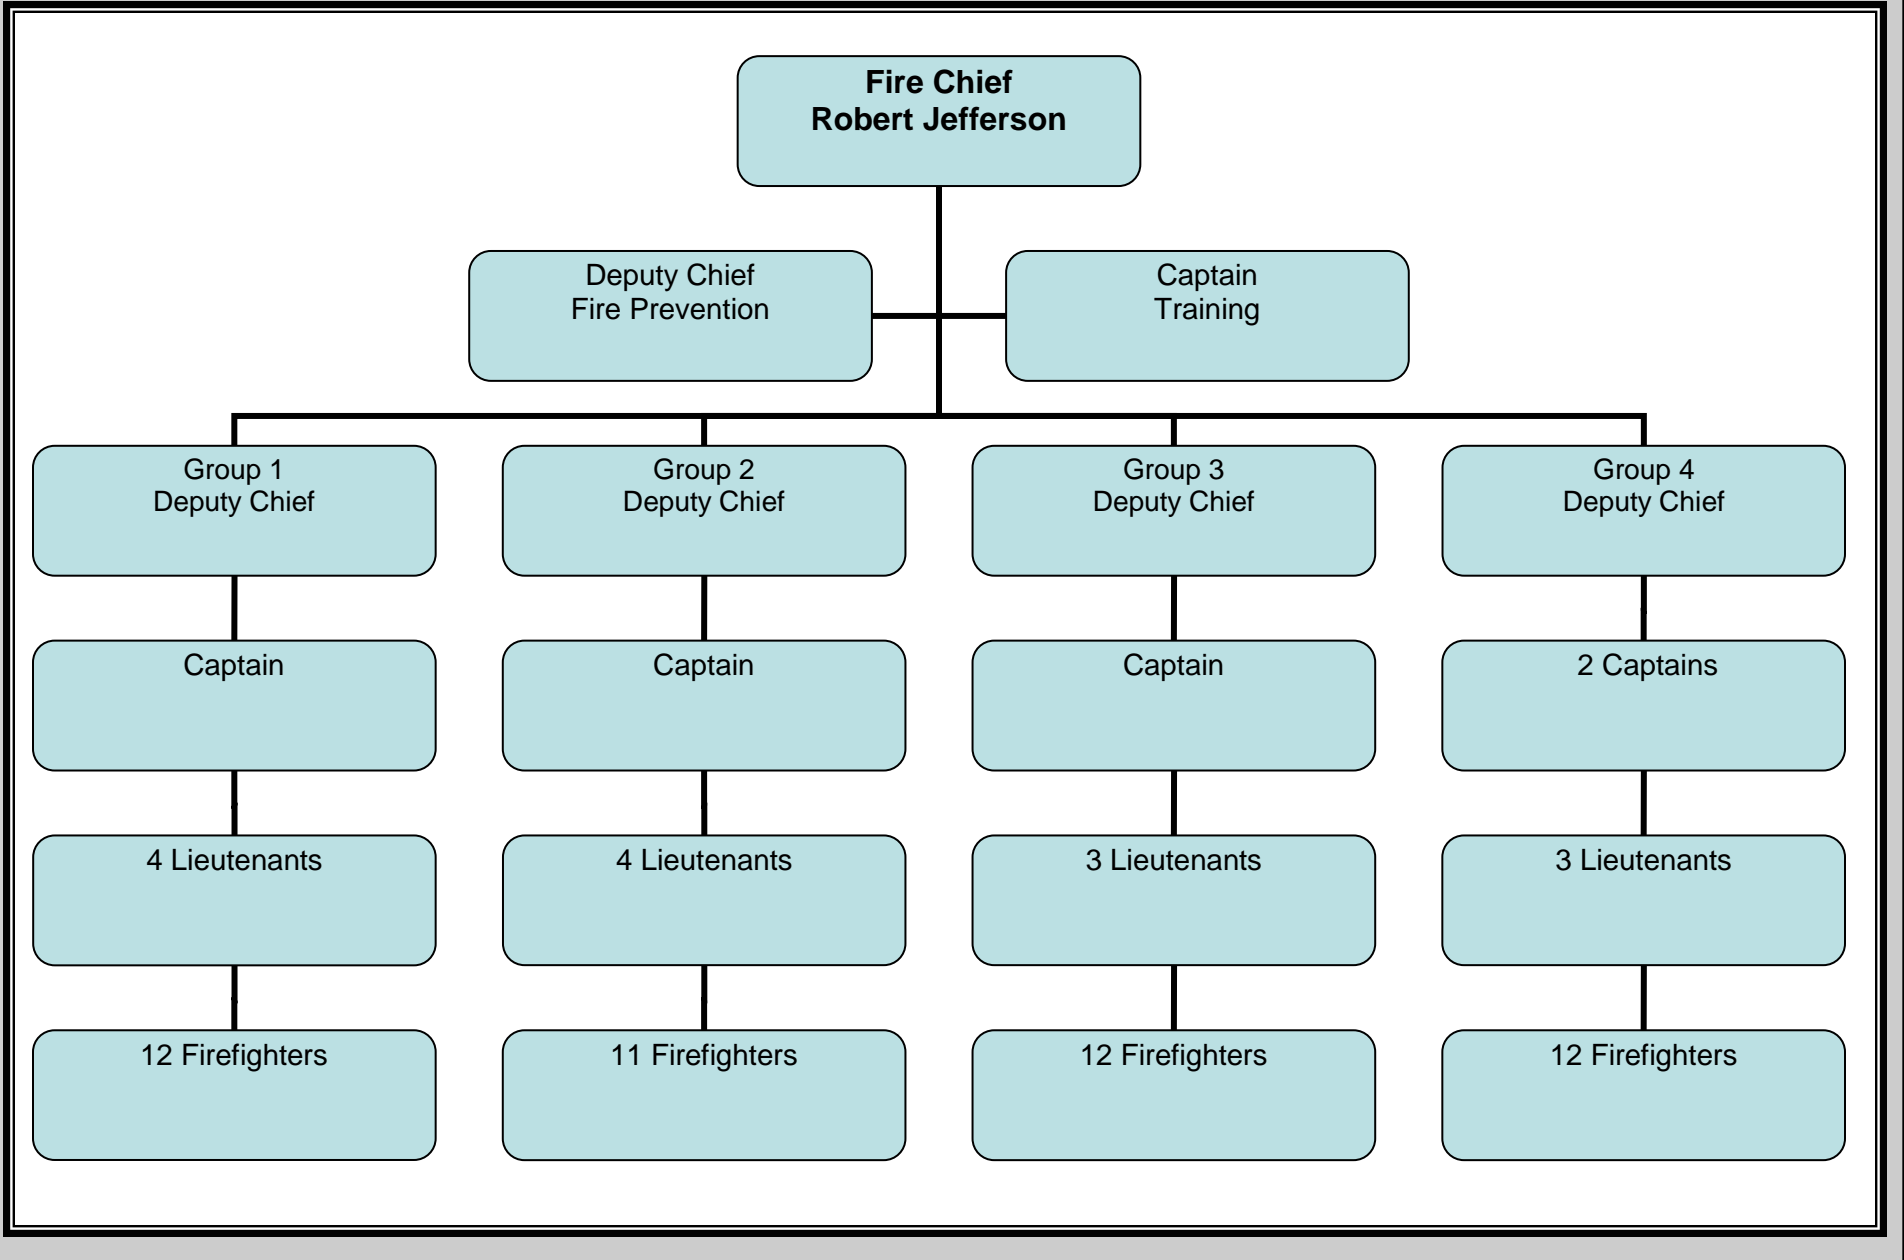 Fire Chief
Robert Jefferson
Deputy Chief
Fire Prevention
Captain
Training
Group 1
Deputy Chief
Group 2
Deputy Chief
Group 3
Deputy Chief
Group 4
Deputy Chief
Captain
Captain
Captain
2 Captains
4 Lieutenants
4 Lieutenants
3 Lieutenants
3 Lieutenants
12 Firefighters
11 Firefighters
12 Firefighters
12 Firefighters